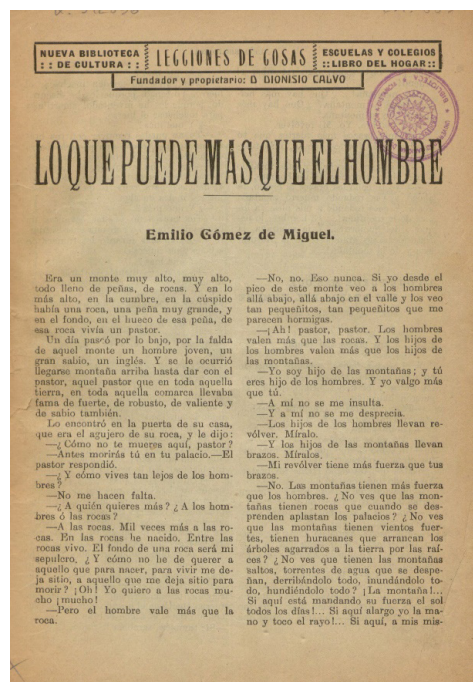 NUEVA BIBLIOTECA
: : DE CULTURA : :
LECCIONES DE COSAS
ESCUELAS Y COLEGIOS
::LIBRO DEL HOGAR::
Fundador y propietario: D DIONISIO CALVO
LO QUE PUEDE MAS QUE EL HOMBRE
Emilio Gómez de Miguel.
Era un monte muy alto, muy alto,
todo lleno de peñas, de rocas. Y en lo
más alto, en la cumbre, en la cúspide
había una roca, una peña muy grande, y
en el fondo, en el hueco de esa peña, de
esa roca vivía un pastor.
Un día pasó por lo bajo, por la falda
de aquel monte un hombre joven, un
gran sabio, un inglés. Y se le ocurrió
llegarse montaña arriba hasta dar con el
pastor, aquel pastor que en toda aquella
tierra, en toda aquella comarca llevaba
fama de fuerte, de robusto, de valiente y
de sabio también.
Lo encontró en la puerta de su casa,
que era el agujero de su roca, y le dijo:
—¿Cómo no te mueres aquí, pastor?
—Antes morirás tú en tu palacio.—El
pastor respondió.
—¿Y cómo vives tan lejos de los hom-
bres?
—No me hacen falta.
—¿A quién quieres más? ¿A los hom-
bres ó las rocas?
—A las rocas. Mil veces más a las ro-
cas. En las rocas he nacido. Entre las
rocas vivo. El fondo de una roca será mi
sepulcro, ¿Y cómo no he de querer a
aquello que para nacer, para vivir me de-
ja sitio, a aquello que me deja sitio para
morir? ¡Oh! Yo quiero a las rocas mu-
cho ¡mucho!
—Pero el hombre vale más que la
roca.
—No, no. Eso nunca. Si yo desde el
pico de este monte veo a los hombres
allá abajo, allá abajo en el valle y los veo
tan pequeñitos, tan pequeñitos que me
parecen hormigas.
—¡Ah! pastor, pastor. Los hombres
valen más que las rocas. Y los hijos de
los hombres valen más que los hijos de
las montañas.
—Yo soy hijo de las montañas; y tú
eres hijo de los hombres. Y yo valgo más
que tú.
—A mí no se me insulta.
—Y a mí no se me desprecia.
—Los hijos de los hombres llevan re-
vólver. Míralo.
—Y los hijos de las montañas llevan
brazos. Míralos.
—Mi revólver tiene más fuerza que tus
brazos.
—No. Las montañas tienen más fuerza
que los hombres. ¿No ves que las mon-
tañas tienen rocas que cuando se des-
prenden aplastan los palacios? ¿No ves
que las montañas tienen vientos fuer-
tes, tienen huracanes que arrancan los
árboles agarrados a la tierra por las raí-
ces? ¿No ves que tienen las montañas
saltos, torrentes de agua que se despe-
ñan, derribándolo todo, inundándolo to-
do, hundiéndolo todo? ¡La montaña!...
Si aquí está mandando su fuerza el sol
todos los días!... Si aquí alargo yo la ma-
no y toco el rayo!... Si aquí, a mis mis-